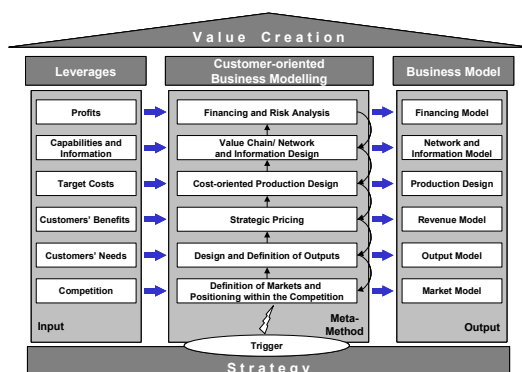 Value Creation
Leverages
Customer-oriented
Business Modelling
Business Model
Profits
Financing and Risk Analysis
Financing Model
Capabilities and
Information
Value Chain/ Network
and Information Design
Network and
Information Model
Target Costs
Cost-oriented Production Design
Production Design
Customers' Benefits
Strategic Pricing
Revenue Model
Customers' Needs
Design and Definition of Outputs
Output Model
Competition
Definition of Markets and
Positioning within the Competition
Market Model
Input
Meta-
Method
Output
Trigger
Strategy